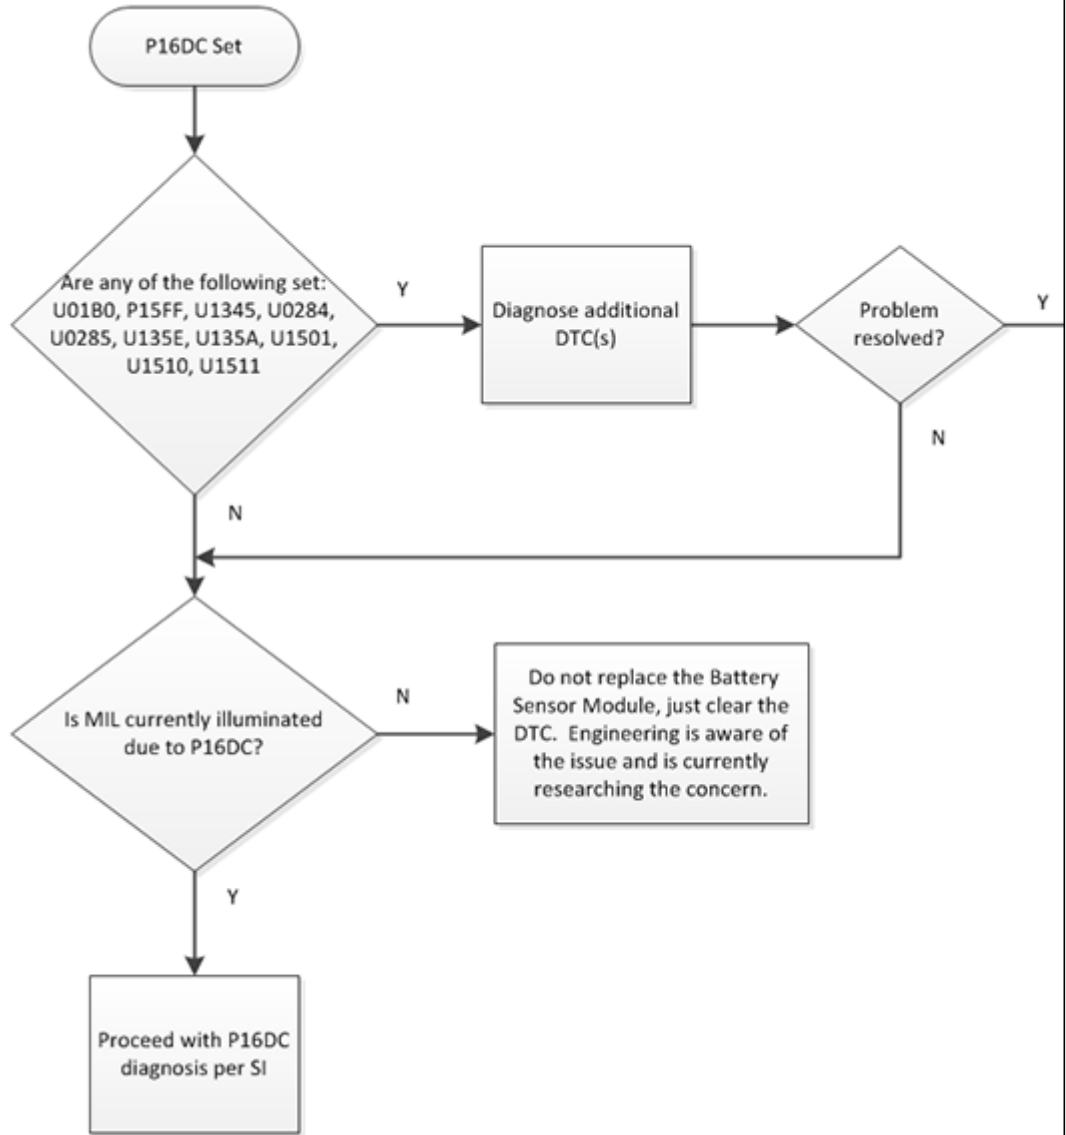 P16DC Set
Are any of the following set:
U01B0, P15FF, U1345, U0284,
U0285, U135E, U135A, U1501,
U1510, U1511
Y
Diagnose additional
DTC(s)
Problem
resolved?
Y
N
N
Is MIL currently illuminated
due to P16DC?
N
Do not replace the Battery
Sensor Module, just clear the
DTC. Engineering is aware of
the issue and is currently
researching the concern.
Y
Proceed with P16DC
diagnosis per SI